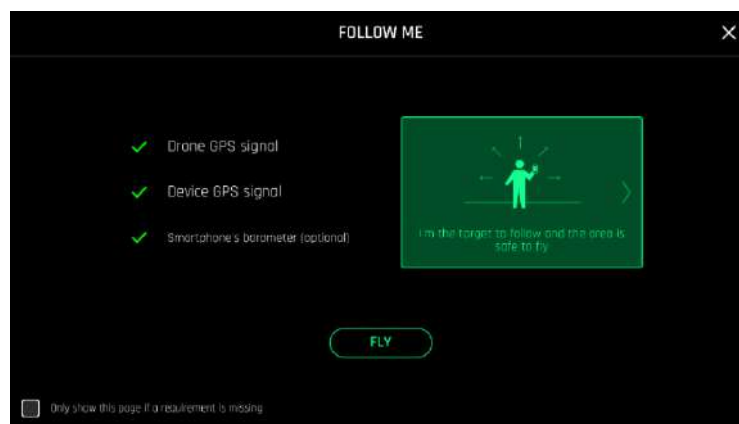 FOLLOW ME
Drone GPS signal
Device GPS signal
Smartphone's barometer (optional)
I'm the target to follow and the area is
safe to fly
FLY
Only show this page if a requirement is missing